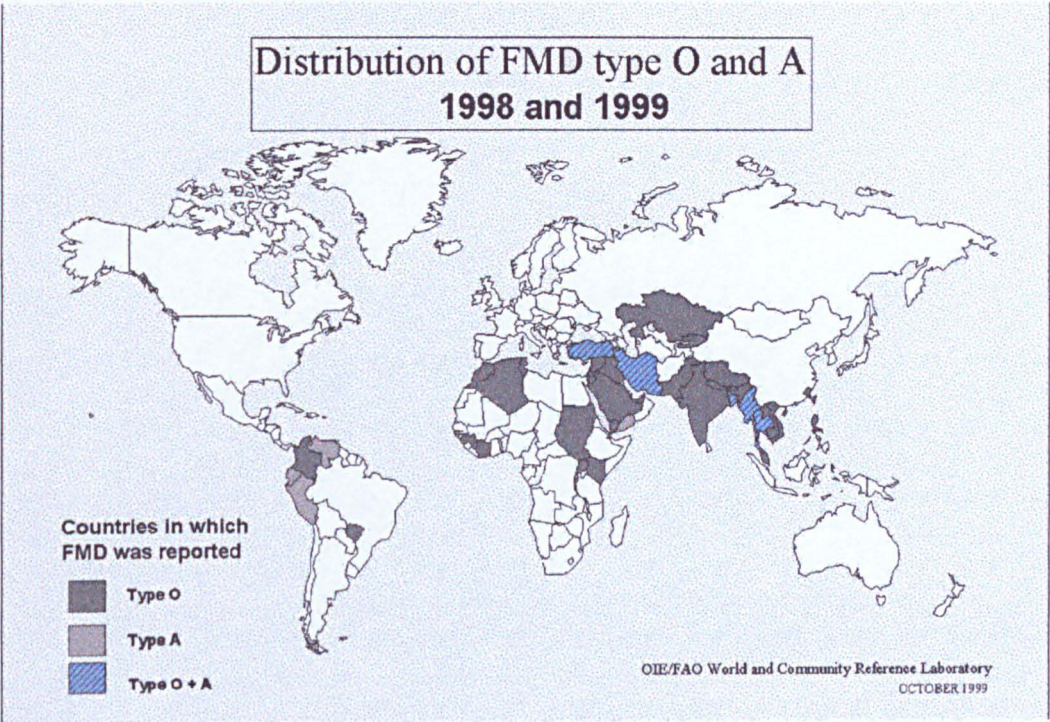 Distribution of FMD type O and A
1998 and 1999
Countries in which
FMD was reported
Type O
Type A
Type O + A
OIE/FAO World and Community Reference Laboratory
OCTOBER 1999